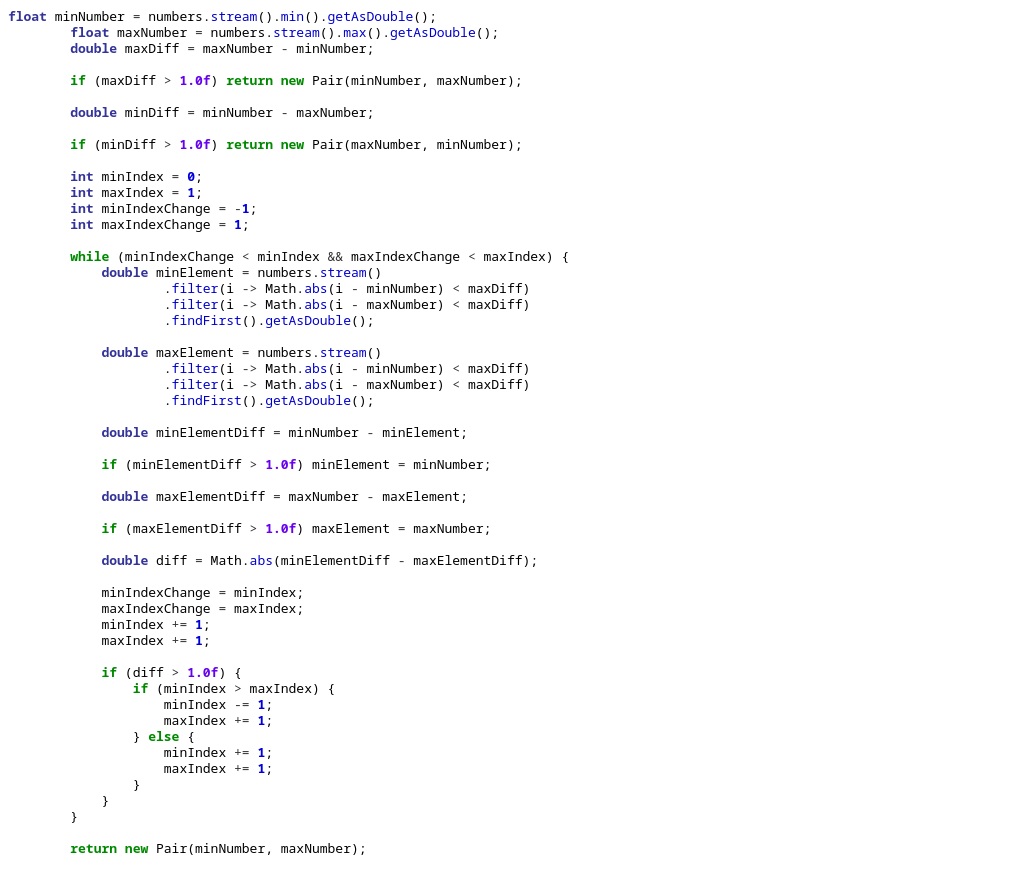 float minNumber = numbers.stream().min().getAsDouble();
        float maxNumber = numbers.stream().max().getAsDouble();
        double maxDiff = maxNumber - minNumber;

        if (maxDiff > 1.0f) return new Pair(minNumber, maxNumber);

        double minDiff = minNumber - maxNumber;

        if (minDiff > 1.0f) return new Pair(maxNumber, minNumber);

        int minIndex = 0;
        int maxIndex = 1;
        int minIndexChange = -1;
        int maxIndexChange = 1;

        while (minIndexChange < minIndex && maxIndexChange < maxIndex) {
            double minElement = numbers.stream()
                    .filter(i -> Math.abs(i - minNumber) < maxDiff)
                    .filter(i -> Math.abs(i - maxNumber) < maxDiff)
                    .findFirst().getAsDouble();

            double maxElement = numbers.stream()
                    .filter(i -> Math.abs(i - minNumber) < maxDiff)
                    .filter(i -> Math.abs(i - maxNumber) < maxDiff)
                    .findFirst().getAsDouble();

            double minElementDiff = minNumber - minElement;

            if (minElementDiff > 1.0f) minElement = minNumber;

            double maxElementDiff = maxNumber - maxElement;

            if (maxElementDiff > 1.0f) maxElement = maxNumber;

            double diff = Math.abs(minElementDiff - maxElementDiff);

            minIndexChange = minIndex;
            maxIndexChange = maxIndex;
            minIndex += 1;
            maxIndex += 1;

            if (diff > 1.0f) {
                if (minIndex > maxIndex) {
                    minIndex -= 1;
                    maxIndex += 1;
                } else {
                    minIndex += 1;
                    maxIndex += 1;
                }
            }
        }

        return new Pair(minNumber, maxNumber);